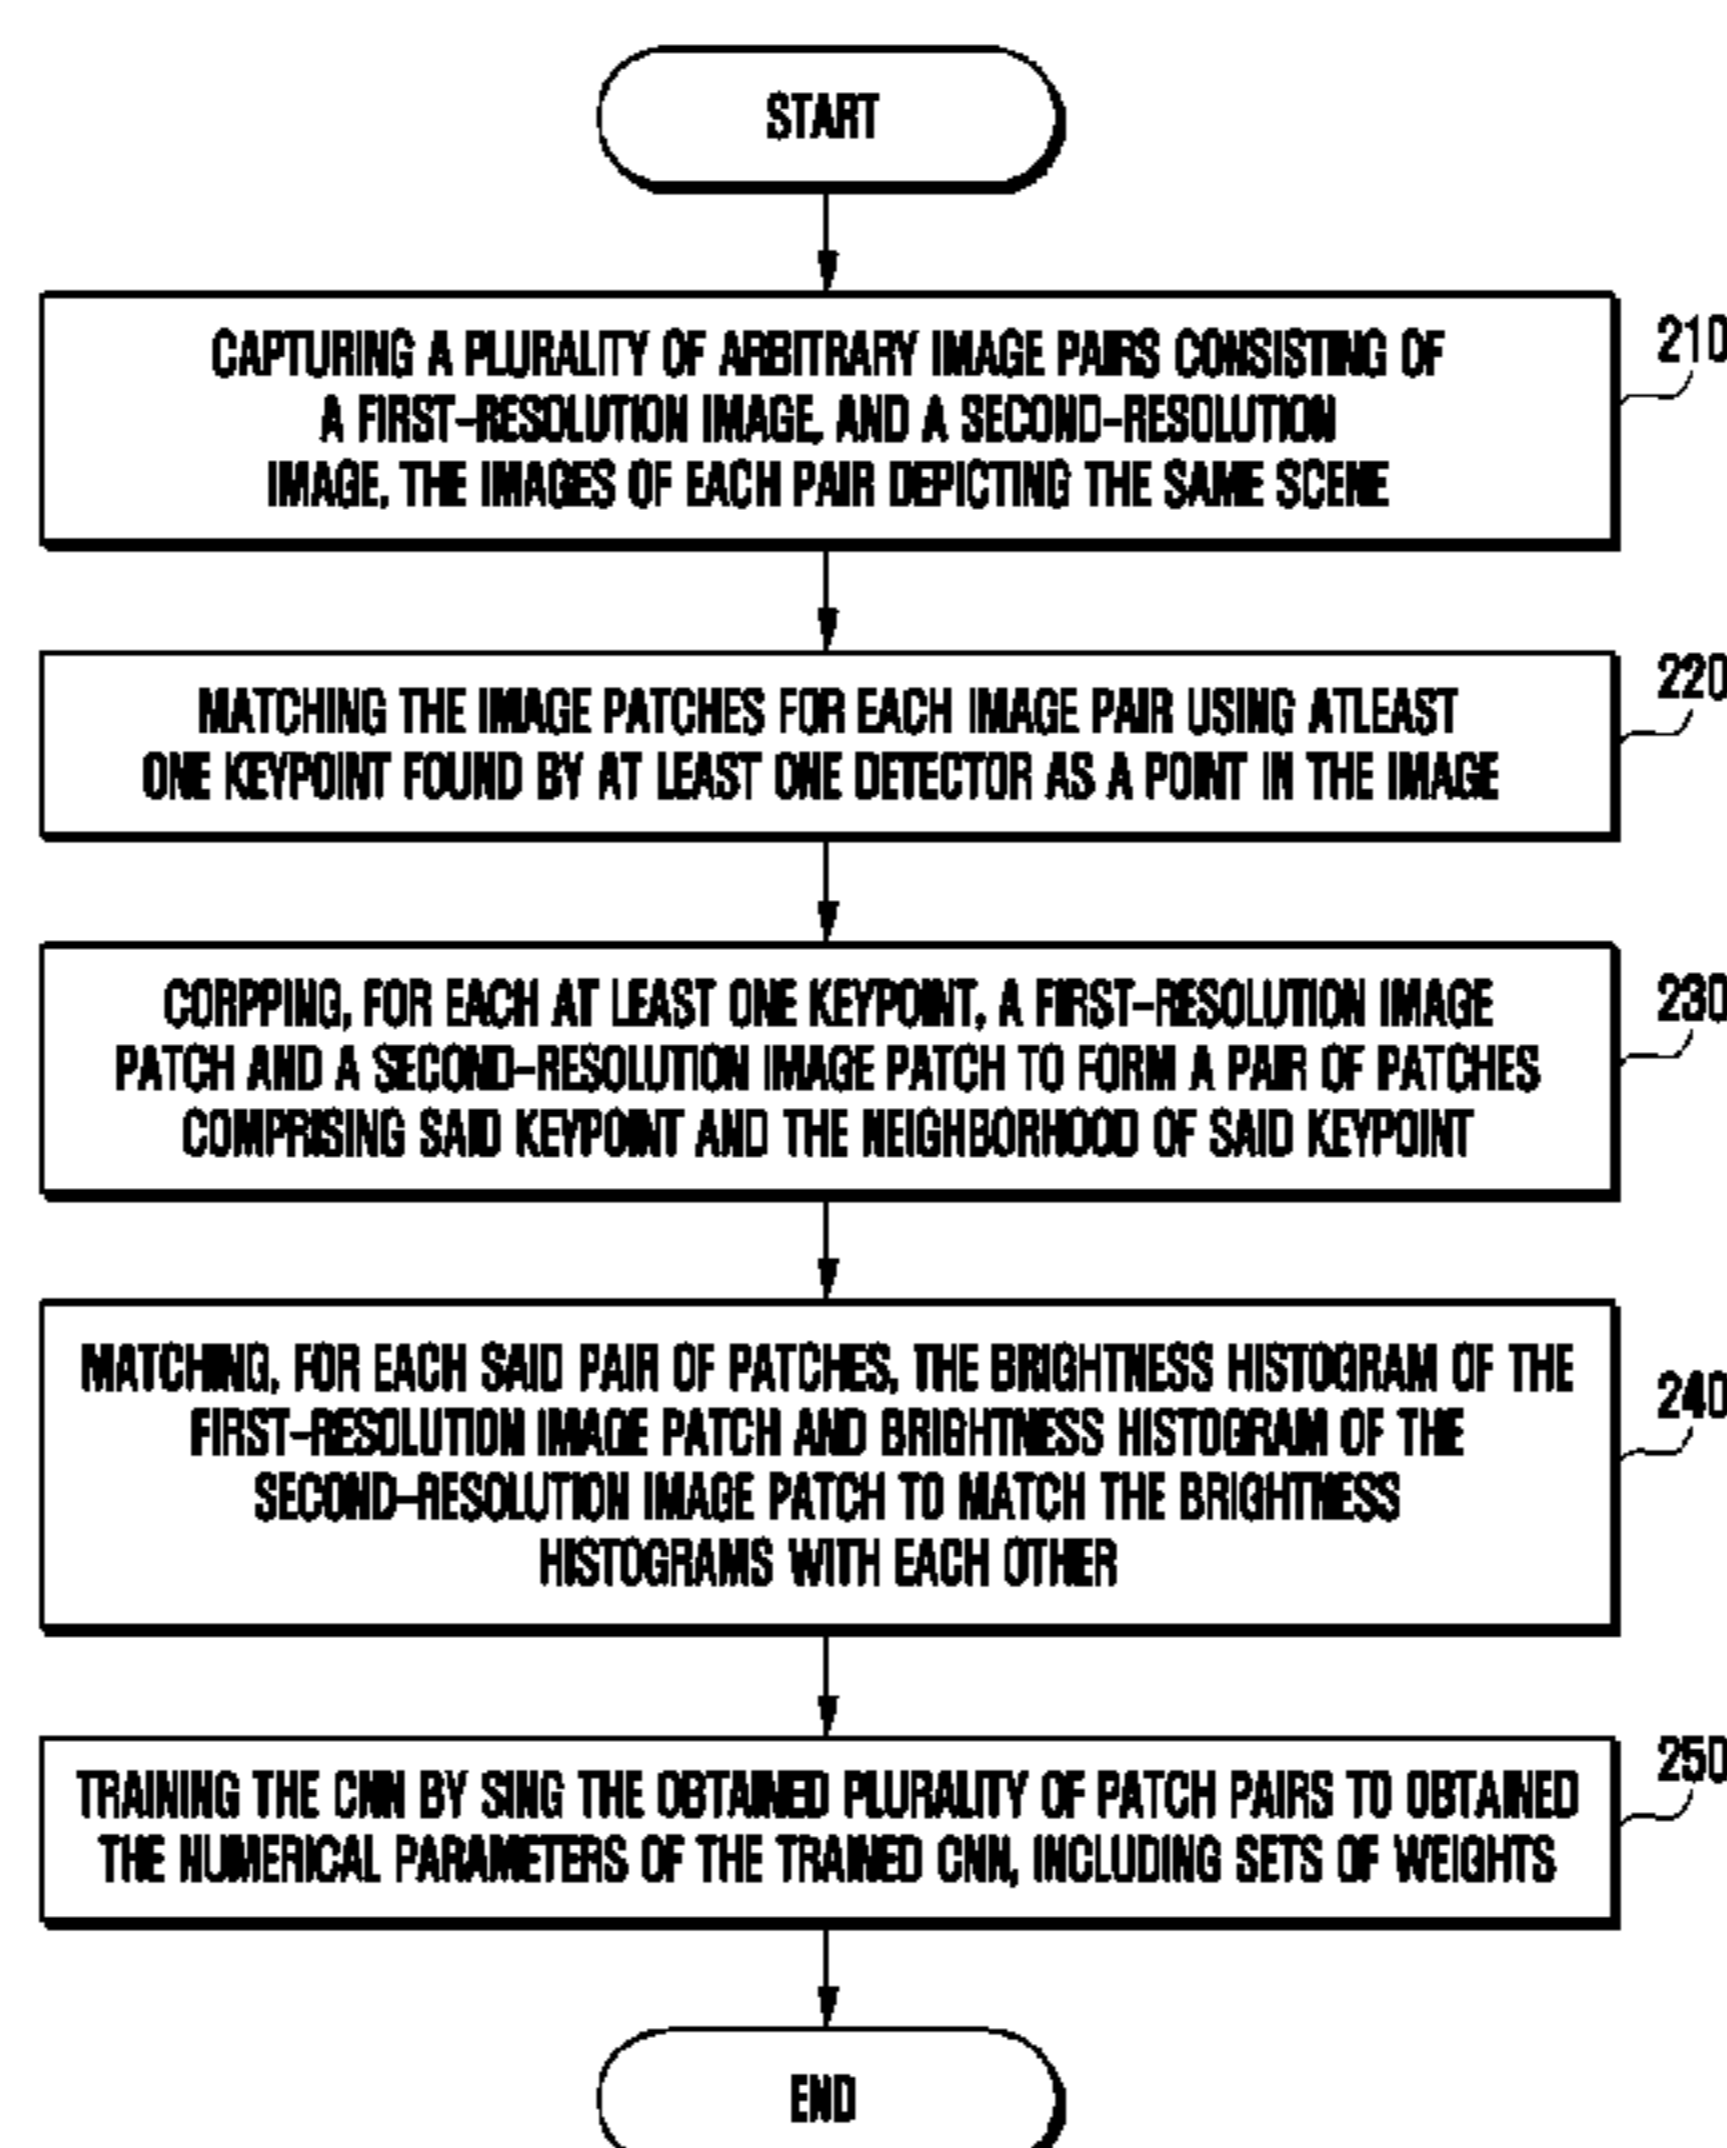 START
CAPTURING A PLURALITY OF ARBITRARY IMAGE PAIRS CONSISTING OF
A FIRST-RESOLUTION IMAGE, AND A SECOND-RESOLUTION
IMAGE, THE IMAGES OF EACH PAIR DEPICTING THE SAME SCENE
210
MATCHING THE IMAGE PATCHES FOR EACH IMAGE PAIR USING ATLEAST
ONE KEYPOINT FOUND BY AT LEAST ONE DETECTOR AS A POINT IN THE IMAGE
220
CORPPING, FOR EACH AT LEAST ONE KEYPOINT, A FIRST-RESOLUTION IMAGE
PATCH AND A SECOND-RESOLUTION IMAGE PATCH TO FORM A PAIR OF PATCHES
COMPRISING SAID KEYPOINT AND THE NEIGHBORHOOD OF SAID KEYPOINT
230
MATCHING, FOR EACH SAID PAIR OF PATCHES, THE BRIGHTNESS HISTOGRAM OF THE
FIRST-RESOLUTION IMAGE PATCH AND BRIGHTNESS HISTOGRAM OF THE
SECOND-RESOLUTION IMAGE PATCH TO MATCH THE BRIGHTNESS
HISTOGRAMS WITH EACH OTHER
240
TRAINING THE CNN BY SING THE OBTAINED PLURALITY OF PATCH PAIRS TO OBTAINED
THE NUMERICAL PARAMETERS OF THE TRAINED CNN, INCLUDING SETS OF WEIGHTS
250
END